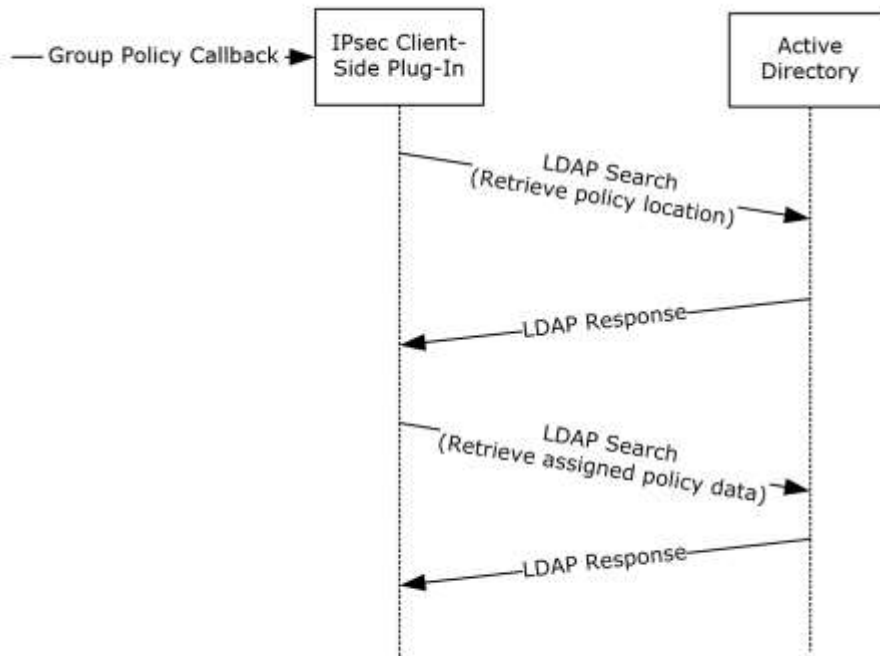 Group Policy Callback
IPsec Client-
Side Plug-In
Active
Directory
LDAP Search
(Retrieve policy location)
LDAP Response
LDAP Search
(Retrieve assigned policy data)
LDAP Response